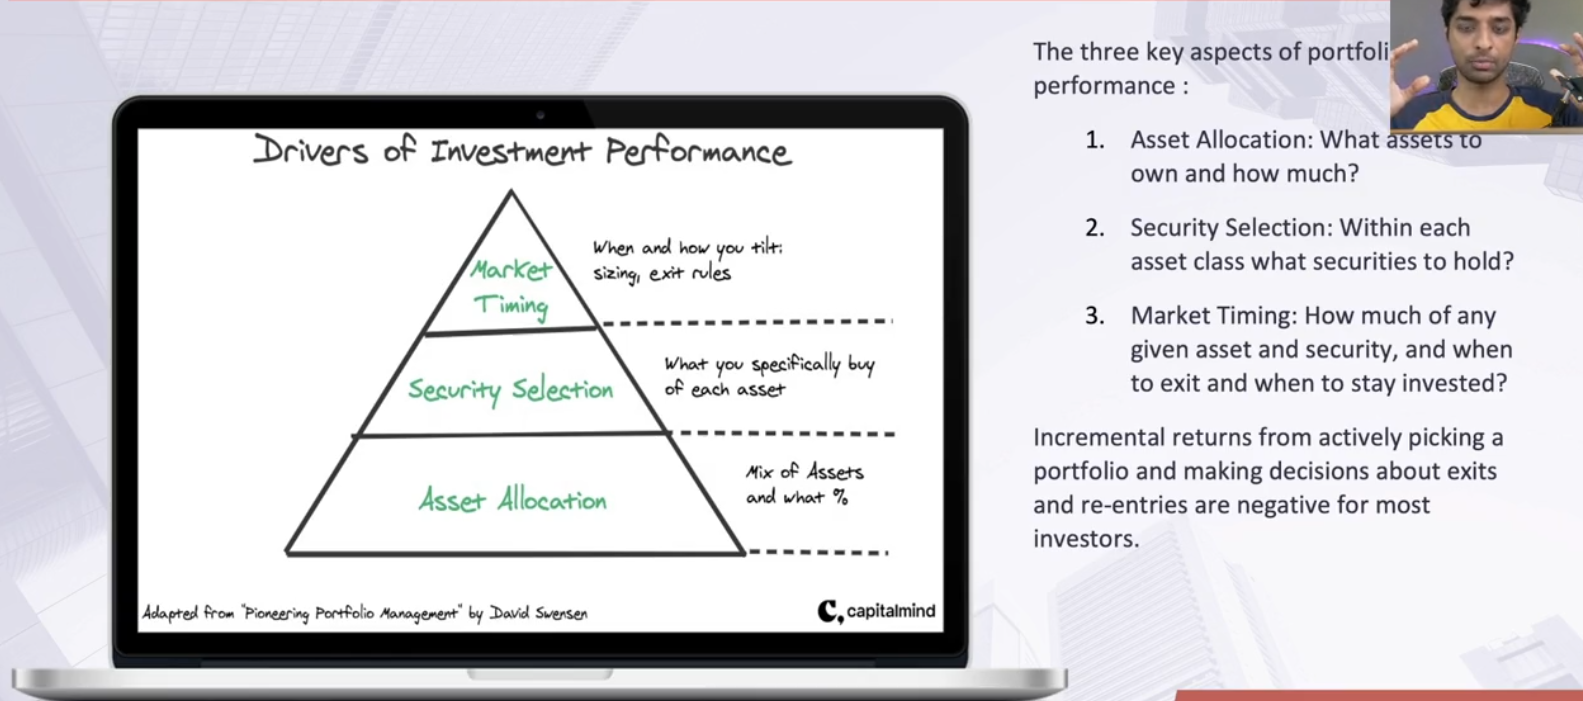 Drivers of Investment Performance
Market
Timing
When and how you tilt:
sizing, exit rules
Security Selection
What you specifically buy
of each asset
Asset Allocation
Mix of Assets
and what %
Adapted from "Pioneering Portfolio Management" by David Swensen
capitalmind
The three key aspects of portfoli
performance :
1. Asset Allocation: What assets to
own and how much?
2. Security Selection: Within each
asset class what securities to hold?
3. Market Timing: How much of any
given asset and security, and when
to exit and when to stay invested?
Incremental returns from actively picking a
portfolio and making decisions about exits
and re-entries are negative for most
investors.